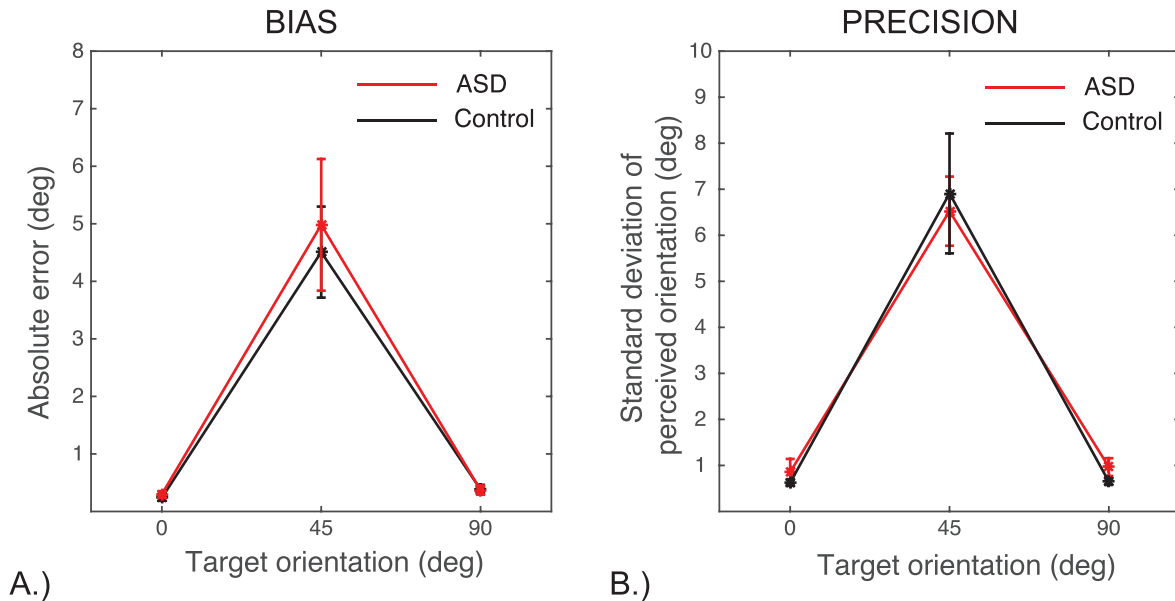 BIAS
8
7
6
5
4
3
2
1
Absolute error (deg)
ASD
Control
0
45
90
Target orientation (deg)
A.)
PRECISION
10
9
8
7
6
5
4
3
2
1
Standard deviation of
perceived orientation (deg)
ASD
Control
0
45
90
Target orientation (deg)
B.)